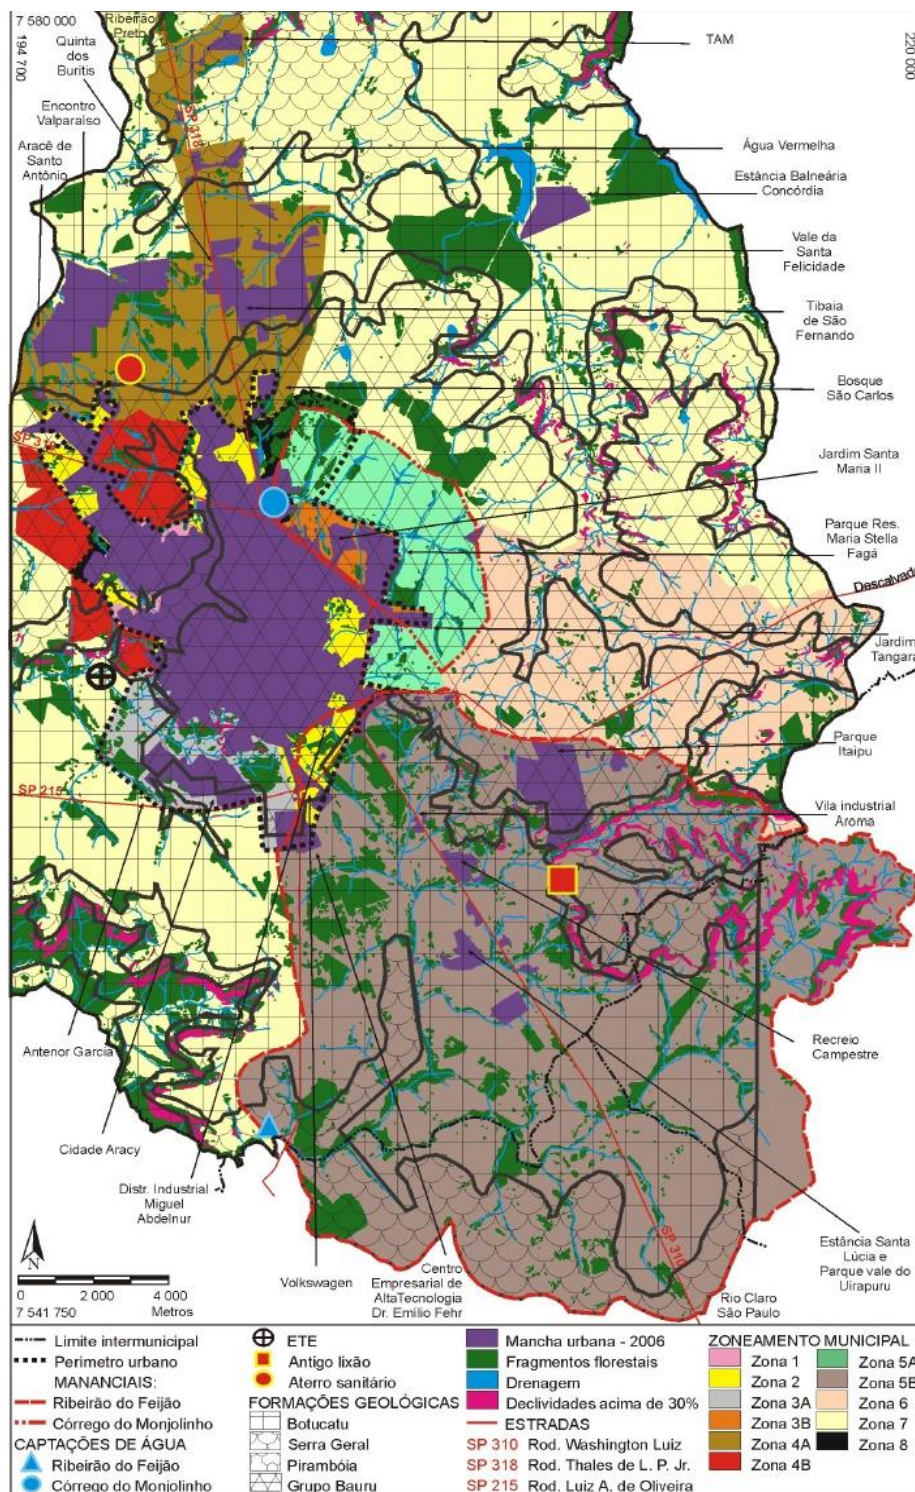 7 580 000
194 700
Ribeirão
Preto
Quinta
dos
Buritis
TAM
220 000
Encontro
Valparaíso
SP 318
Aracê de
Santo
Antônio
Água Vermelha
Estância Balneária
Concórdia
Vale da
Santa
Felicidade
Tibaia
de São
Fernando
Bosque
São Carlos
SP 31
Jardim Santa
Maria II
Parque Res.
Maria Stella
Fagá
Descalvado
Jardim
Tangará
Parque
Itaipu
SP 215
Vila industrial
Aroma
Antenor Garcia
Recreio
Campestre
Cidade Aracy
Distr. Industrial
Miguel
Abdelnur
SP 310
Estância Santa
Lúcia e
Parque vale do
Uirapuru
N
Volkswagen
Centro
Empresarial de
AltaTecnologia
Dr. Emílio Fehr
Rio Claro
São Paulo
0 2 000 4 000
Metros
7 541 750
Limite intermunicipal
Perimetro urbano
MANANCIAIS:
Ribeirão do Feijão
Córrego do Monjolinho
CAPTAÇÕES DE ÁGUA
Ribeirão do Feijão
Córrego do Monjolinho
ETE
Antigo lixão
Aterro sanitário
FORMAÇÕES GEOLÓGICAS
Botucatu
Serra Geral
Pirambóia
Grupo Bauru
Mancha urbana - 2006
Fragmentos florestais
Drenagem
Declividades acima de 30%
ESTRADAS
SP 310 Rod. Washington Luiz
SP 318 Rod. Thales de L. P. Jr.
SP 215 Rod. Luiz A. de Oliveira
ZONEAMENTO MUNICIPAL
Zona 1
Zona 2
Zona 3A
Zona 3B
Zona 4A
Zona 4B
Zona 5A
Zona 5B
Zona 6
Zona 7
Zona 8